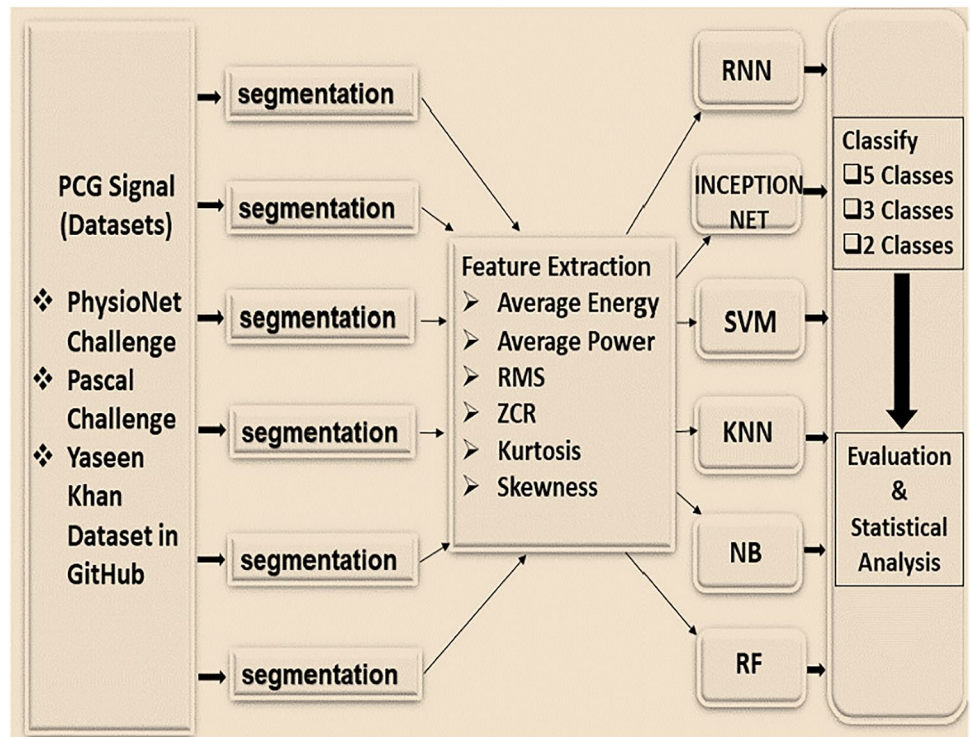 PCG Signal
(Datasets)
❖ PhysioNet
Challenge
❖ Pascal
Challenge
❖ Yaseen
Khan
Dataset in
GitHub
segmentation
segmentation
segmentation
segmentation
segmentation
segmentation
Feature Extraction
➢ Average Energy
➢ Average Power
➢ RMS
➢ ZCR
➢ Kurtosis
➢ Skewness
RNN
INCEPTION
NET
SVM
KNN
NB
RF
Classify
❑5 Classes
❑3 Classes
❑2 Classes
Evaluation
&
Statistical
Analysis